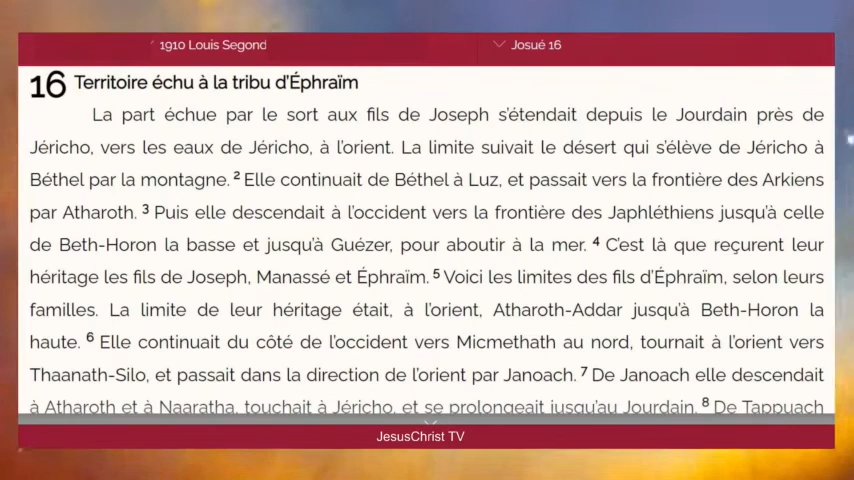 1910 Louis Segond
Josué 16
16 Territoire échu à la tribu d'Éphraïm
La part échue par le sort aux fils de Joseph s'étendait depuis le Jourdain près de
Jéricho, vers les eaux de Jéricho, à l'orient. La limite suivait le désert qui s'élève de Jéricho à
Béthel par la montagne. 2 Elle continuait de Béthel à Luz, et passait vers la frontière des Arkiens
par Atharoth. 3 Puis elle descendait à l'occident vers la frontière des Japhléthiens jusqu'à celle
de Beth-Horon la basse et jusqu'à Guézer, pour aboutir à la mer. 4 C'est là que reçurent leur
héritage les fils de Joseph, Manassé et Éphraïm. 5 Voici les limites des fils d'Éphraïm, selon leurs
familles. La limite de leur héritage était, à l'orient, Atharoth-Addar jusqu'à Beth-Horon la
haute. 6 Elle continuait du côté de l'occident vers Micmethath au nord, tournait à l'orient vers
Thaanath-Silo, et passait dans la direction de l'orient par Janoach. 7 De Janoach elle descendait
à Atharoth et à Naaratha, touchait à Jéricho, et se prolongeait jusqu'au Jourdain. 8 De Tappuach
JesusChrist TV